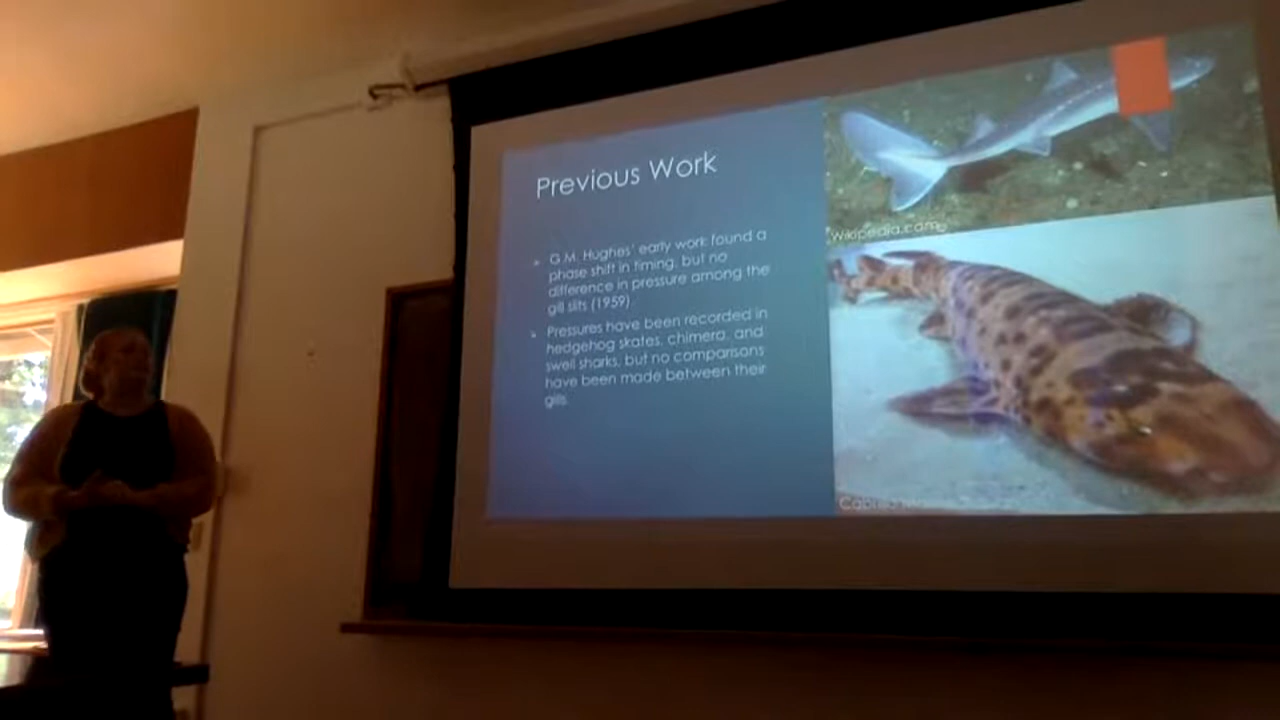 Previous Work
G.M. Hughes' early work found a
phase shift in timing, but no
difference in pressure among the
gill slits (1959)
Pressures have been recorded in
hedgehog skates, chimera, and
swell sharks, but no comparisons
have been made between their
gills.
Wikipedia.com